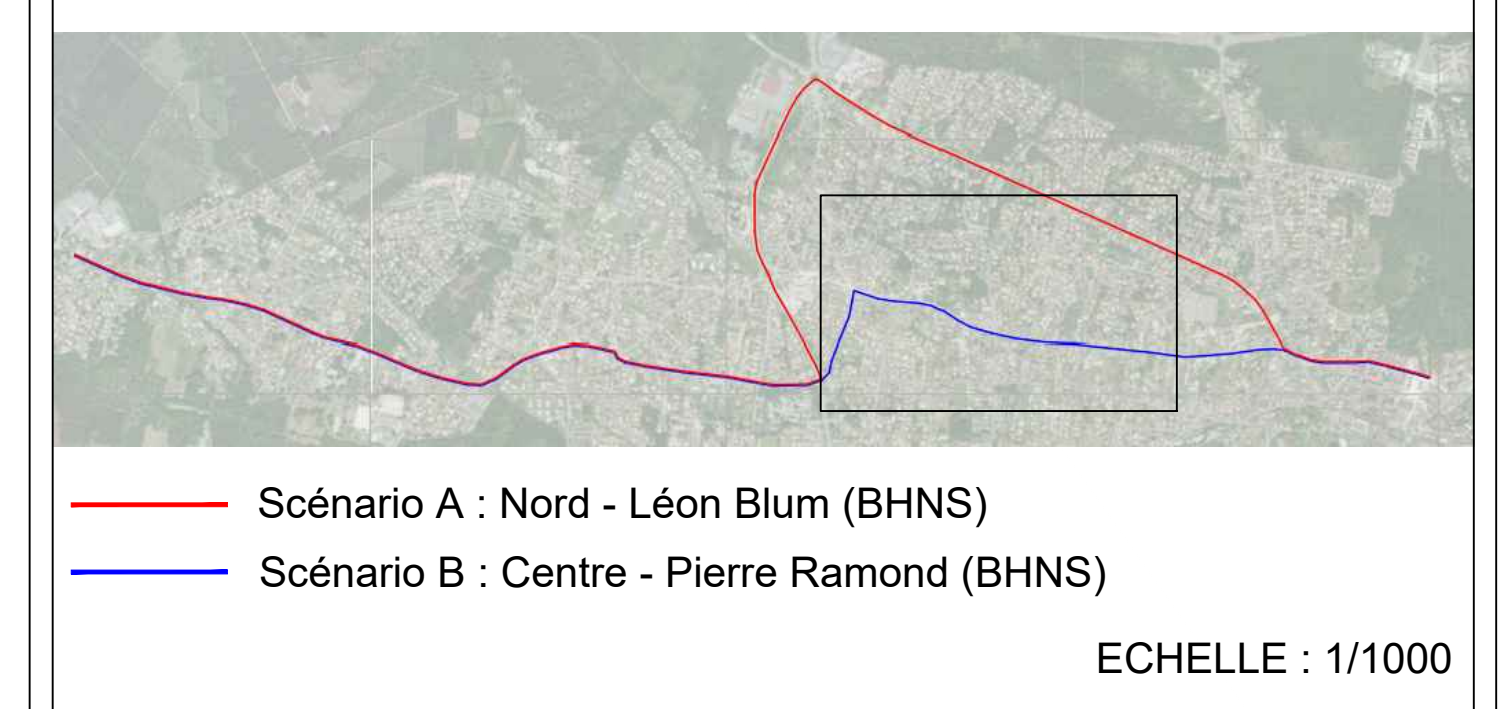 Scénario A : Nord - Léon Blum (BHNS)
Scénario B : Centre - Pierre Ramond (BHNS)
ECHELLE : 1/1000